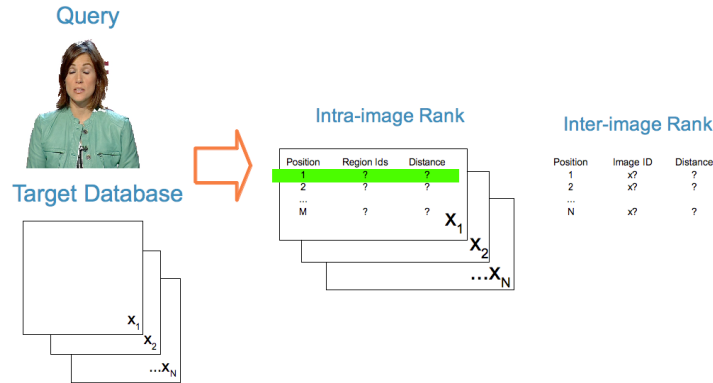 Query
Target Database
x1
x2
...xN
Intra-image Rank
Position Region Ids Distance
1 ? ?
2 ? ?
...
M ? ?
x1
x2
...xN
Inter-image Rank
Position Image ID Distance
1 x? ?
2 x? ?
...
N x? ?